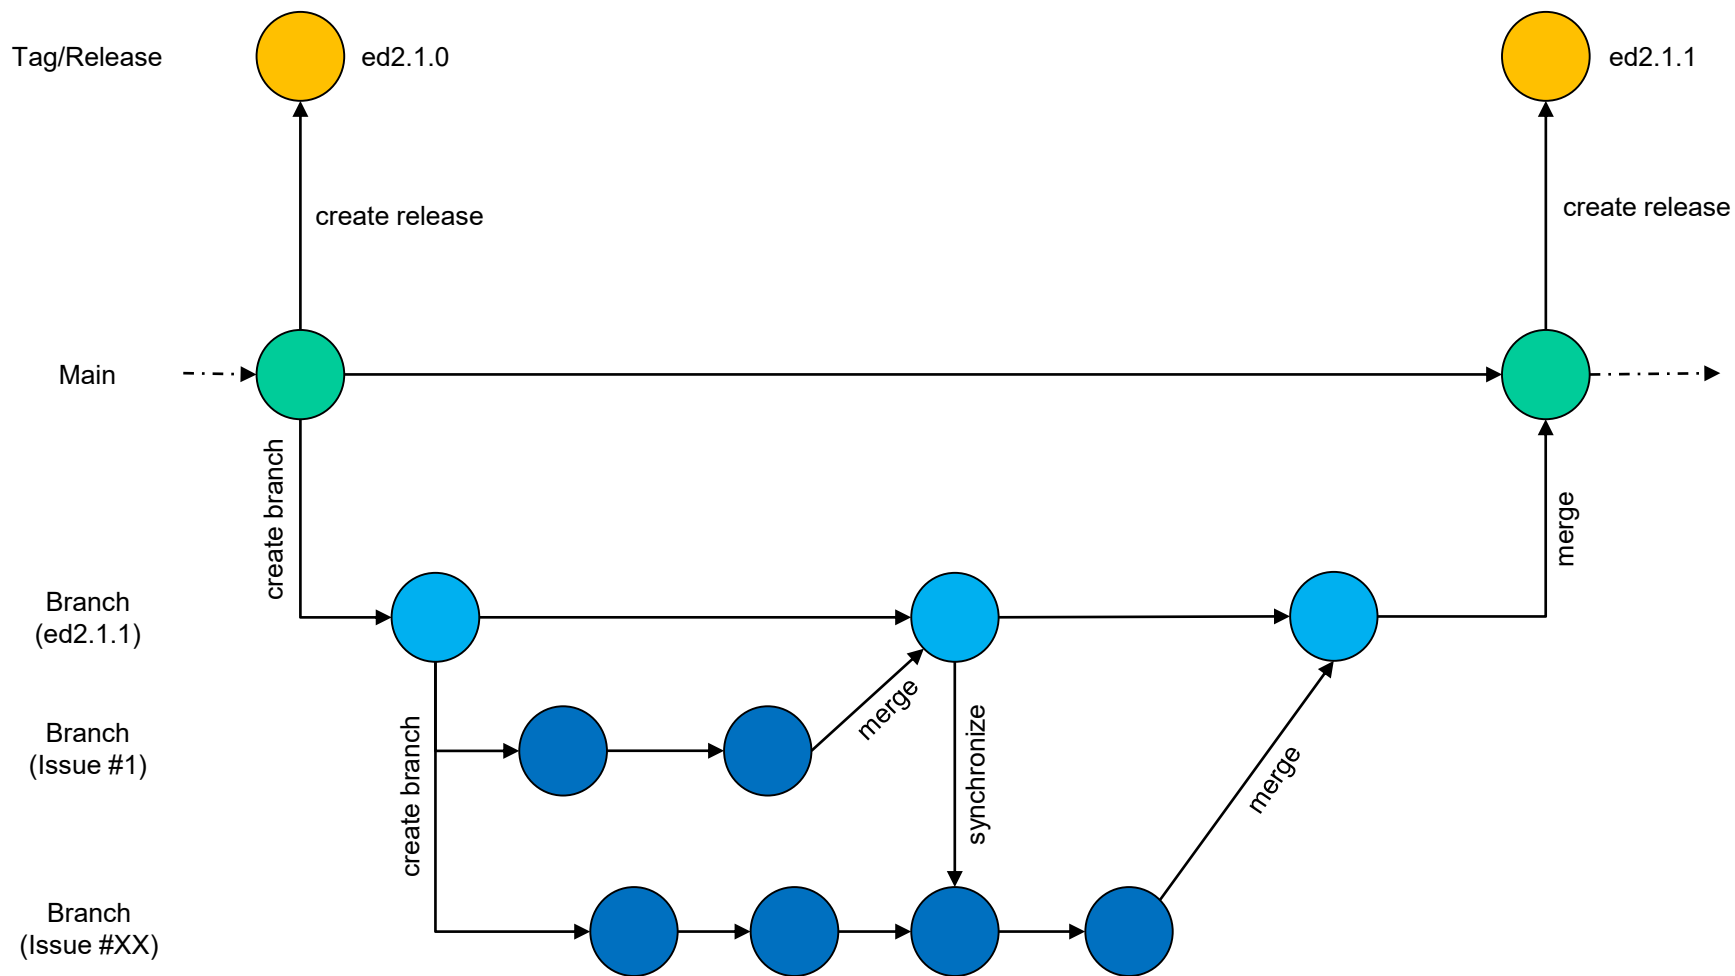 Tag/Release
ed2.1.0
ed2.1.1
create release
create release
Main
create branch
merge
Branch
(ed2.1.1)
Branch
(Issue #1)
create branch
merge
synchronize
merge
Branch
(Issue #XX)